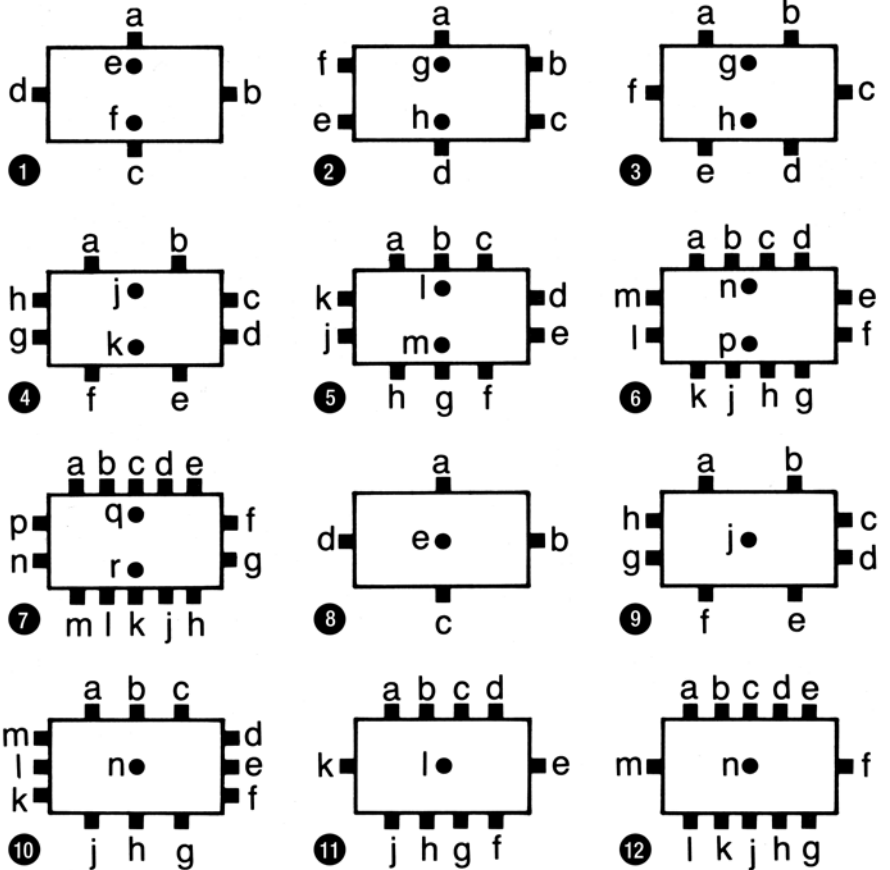 a
e
d b
f
1 c
a
f g b
e h c
2 d
a b
g
f c
h
3 e d
a b
h j c
g k d
4 f e
a b c
k l d
j m e
5 h g f
a b c d
m n e
l p f
6 k j h g
a b c d e
p q f
n r g
7 m l k j h
a
d e b
8 c
a b
h c
j
g d
9 f e
a b c
m d
l n e
k f
10 j h g
a b c d
k l e
11 j h g f
a b c d e
m n f
12 l k j h g